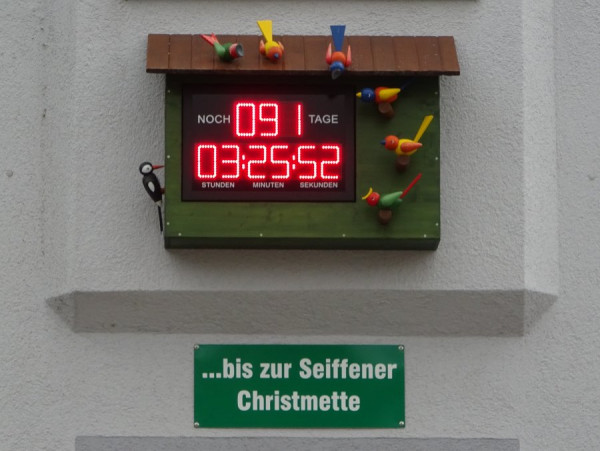 NOCH 091 TAGE
03:25:52
STUNDEN MINUTEN SEKUNDEN
...bis zur Seiffener
Christmette